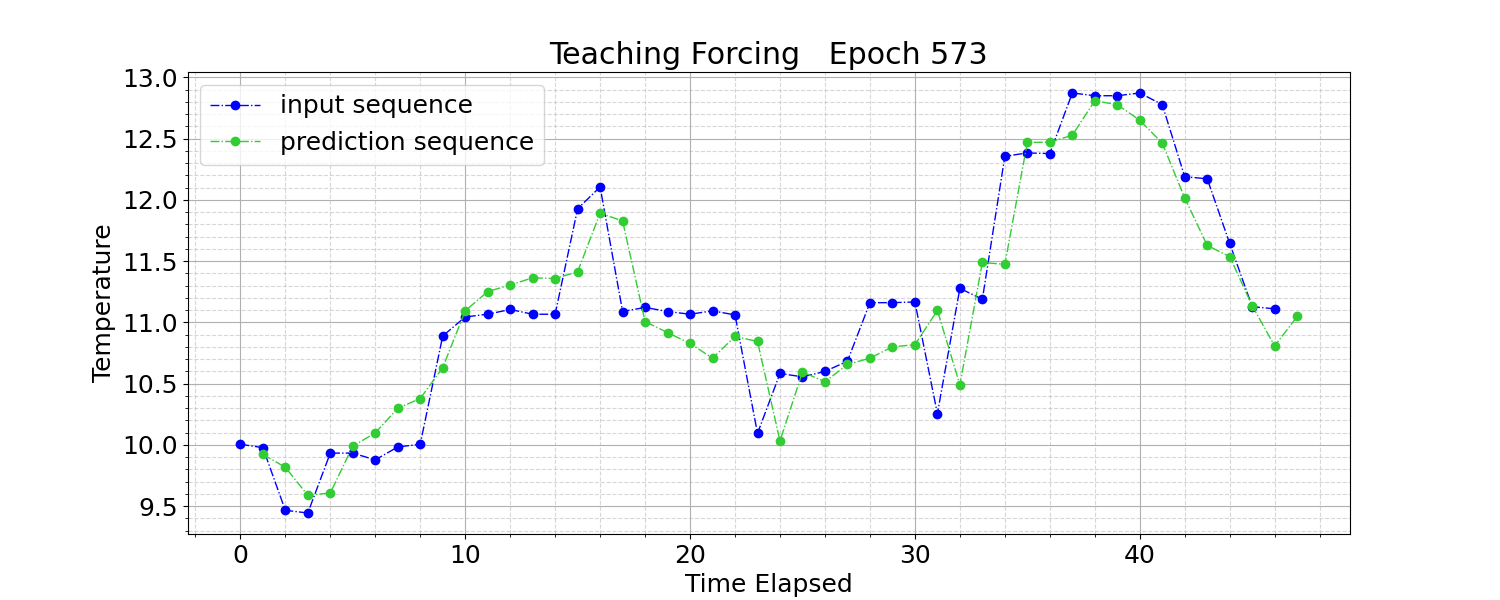 Teaching Forcing   Epoch 573
input sequence
prediction sequence
Temperature
13.0
12.5
12.0
11.5
11.0
10.5
10.0
9.5
0 10 20 30 40
Time Elapsed